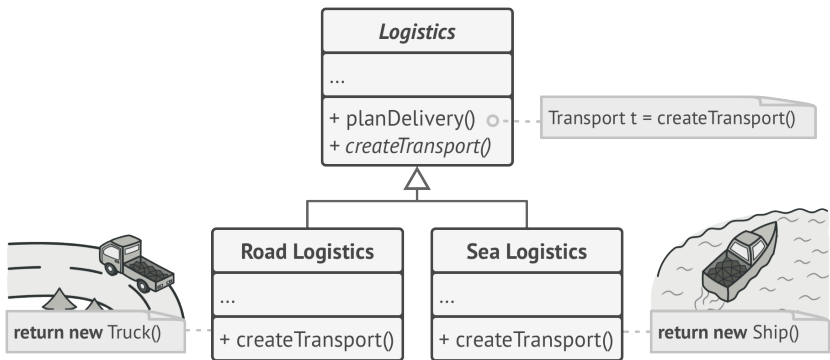 Logistics
...
+ planDelivery()
+ createTransport()
Transport t = createTransport()
Road Logistics
...
+ createTransport()
return new Truck()
Sea Logistics
...
+ createTransport()
return new Ship()